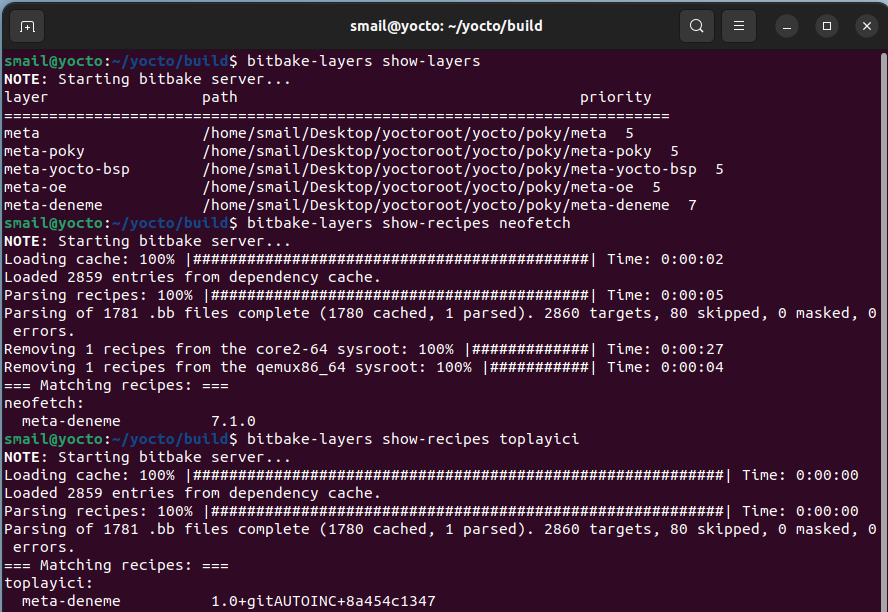 smail@yocto: ~/yocto/build
smail@yocto:~/yocto/build$ bitbake-layers show-layers
NOTE: Starting bitbake server...
layer                 path                                      priority
==========================================================================
meta                  /home/smail/Desktop/yoctoroot/yocto/poky/meta  5
meta-poky             /home/smail/Desktop/yoctoroot/yocto/poky/meta-poky  5
meta-yocto-bsp        /home/smail/Desktop/yoctoroot/yocto/poky/meta-yocto-bsp  5
meta-oe               /home/smail/Desktop/yoctoroot/yocto/poky/meta-oe  5
meta-deneme           /home/smail/Desktop/yoctoroot/yocto/poky/meta-deneme  7
smail@yocto:~/yocto/build$ bitbake-layers show-recipes neofetch
NOTE: Starting bitbake server...
Loading cache: 100% |############################################| Time: 0:00:02
Loaded 2859 entries from dependency cache.
Parsing recipes: 100% |##########################################| Time: 0:00:05
Parsing of 1781 .bb files complete (1780 cached, 1 parsed). 2860 targets, 80 skipped, 0 masked, 0
 errors.
Removing 1 recipes from the core2-64 sysroot: 100% |#############| Time: 0:00:27
Removing 1 recipes from the qemux86_64 sysroot: 100% |###########| Time: 0:00:04
=== Matching recipes: ===
neofetch:
  meta-deneme          7.1.0
smail@yocto:~/yocto/build$ bitbake-layers show-recipes toplayici
NOTE: Starting bitbake server...
Loading cache: 100% |###########################################################| Time: 0:00:00
Loaded 2859 entries from dependency cache.
Parsing recipes: 100% |#########################################################| Time: 0:00:00
Parsing of 1781 .bb files complete (1780 cached, 1 parsed). 2860 targets, 80 skipped, 0 masked, 0
 errors.
=== Matching recipes: ===
toplayici:
  meta-deneme          1.0+gitAUTOINC+8a454c1347